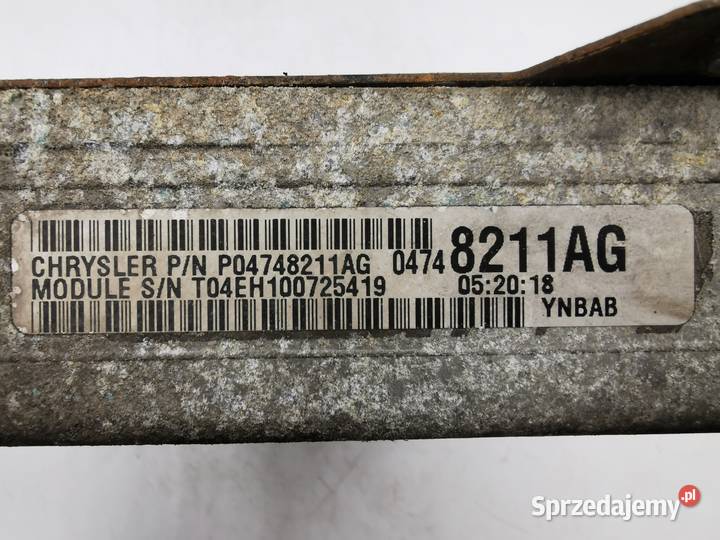 CHRYSLER P/N P04748211AG 0474 8211AG
MODULE S/N T04EH100725419 05:20:18
YNBAB
Sprzedajemy.pl